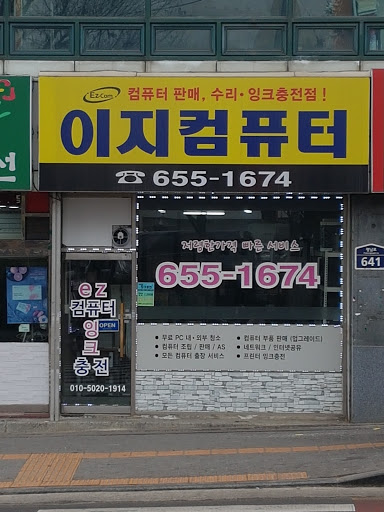 EZ-Com
컴퓨터 판매, 수리·잉크충전점 !
이지컴퓨터
☎ 655-1674
선
저렴한가격 빠른 서비스
655-1674
641
ez
컴퓨터
잉크
충전
OPEN
010-5020-1914
• 무료 PC 내·외부 청소
• 컴퓨터 조립 / 판매 / AS
• 모든 컴퓨터 출장 서비스
• 컴퓨터 부품 판매 (업그레이드)
• 네트워크 / 인터넷공유
• 프린터 잉크충전